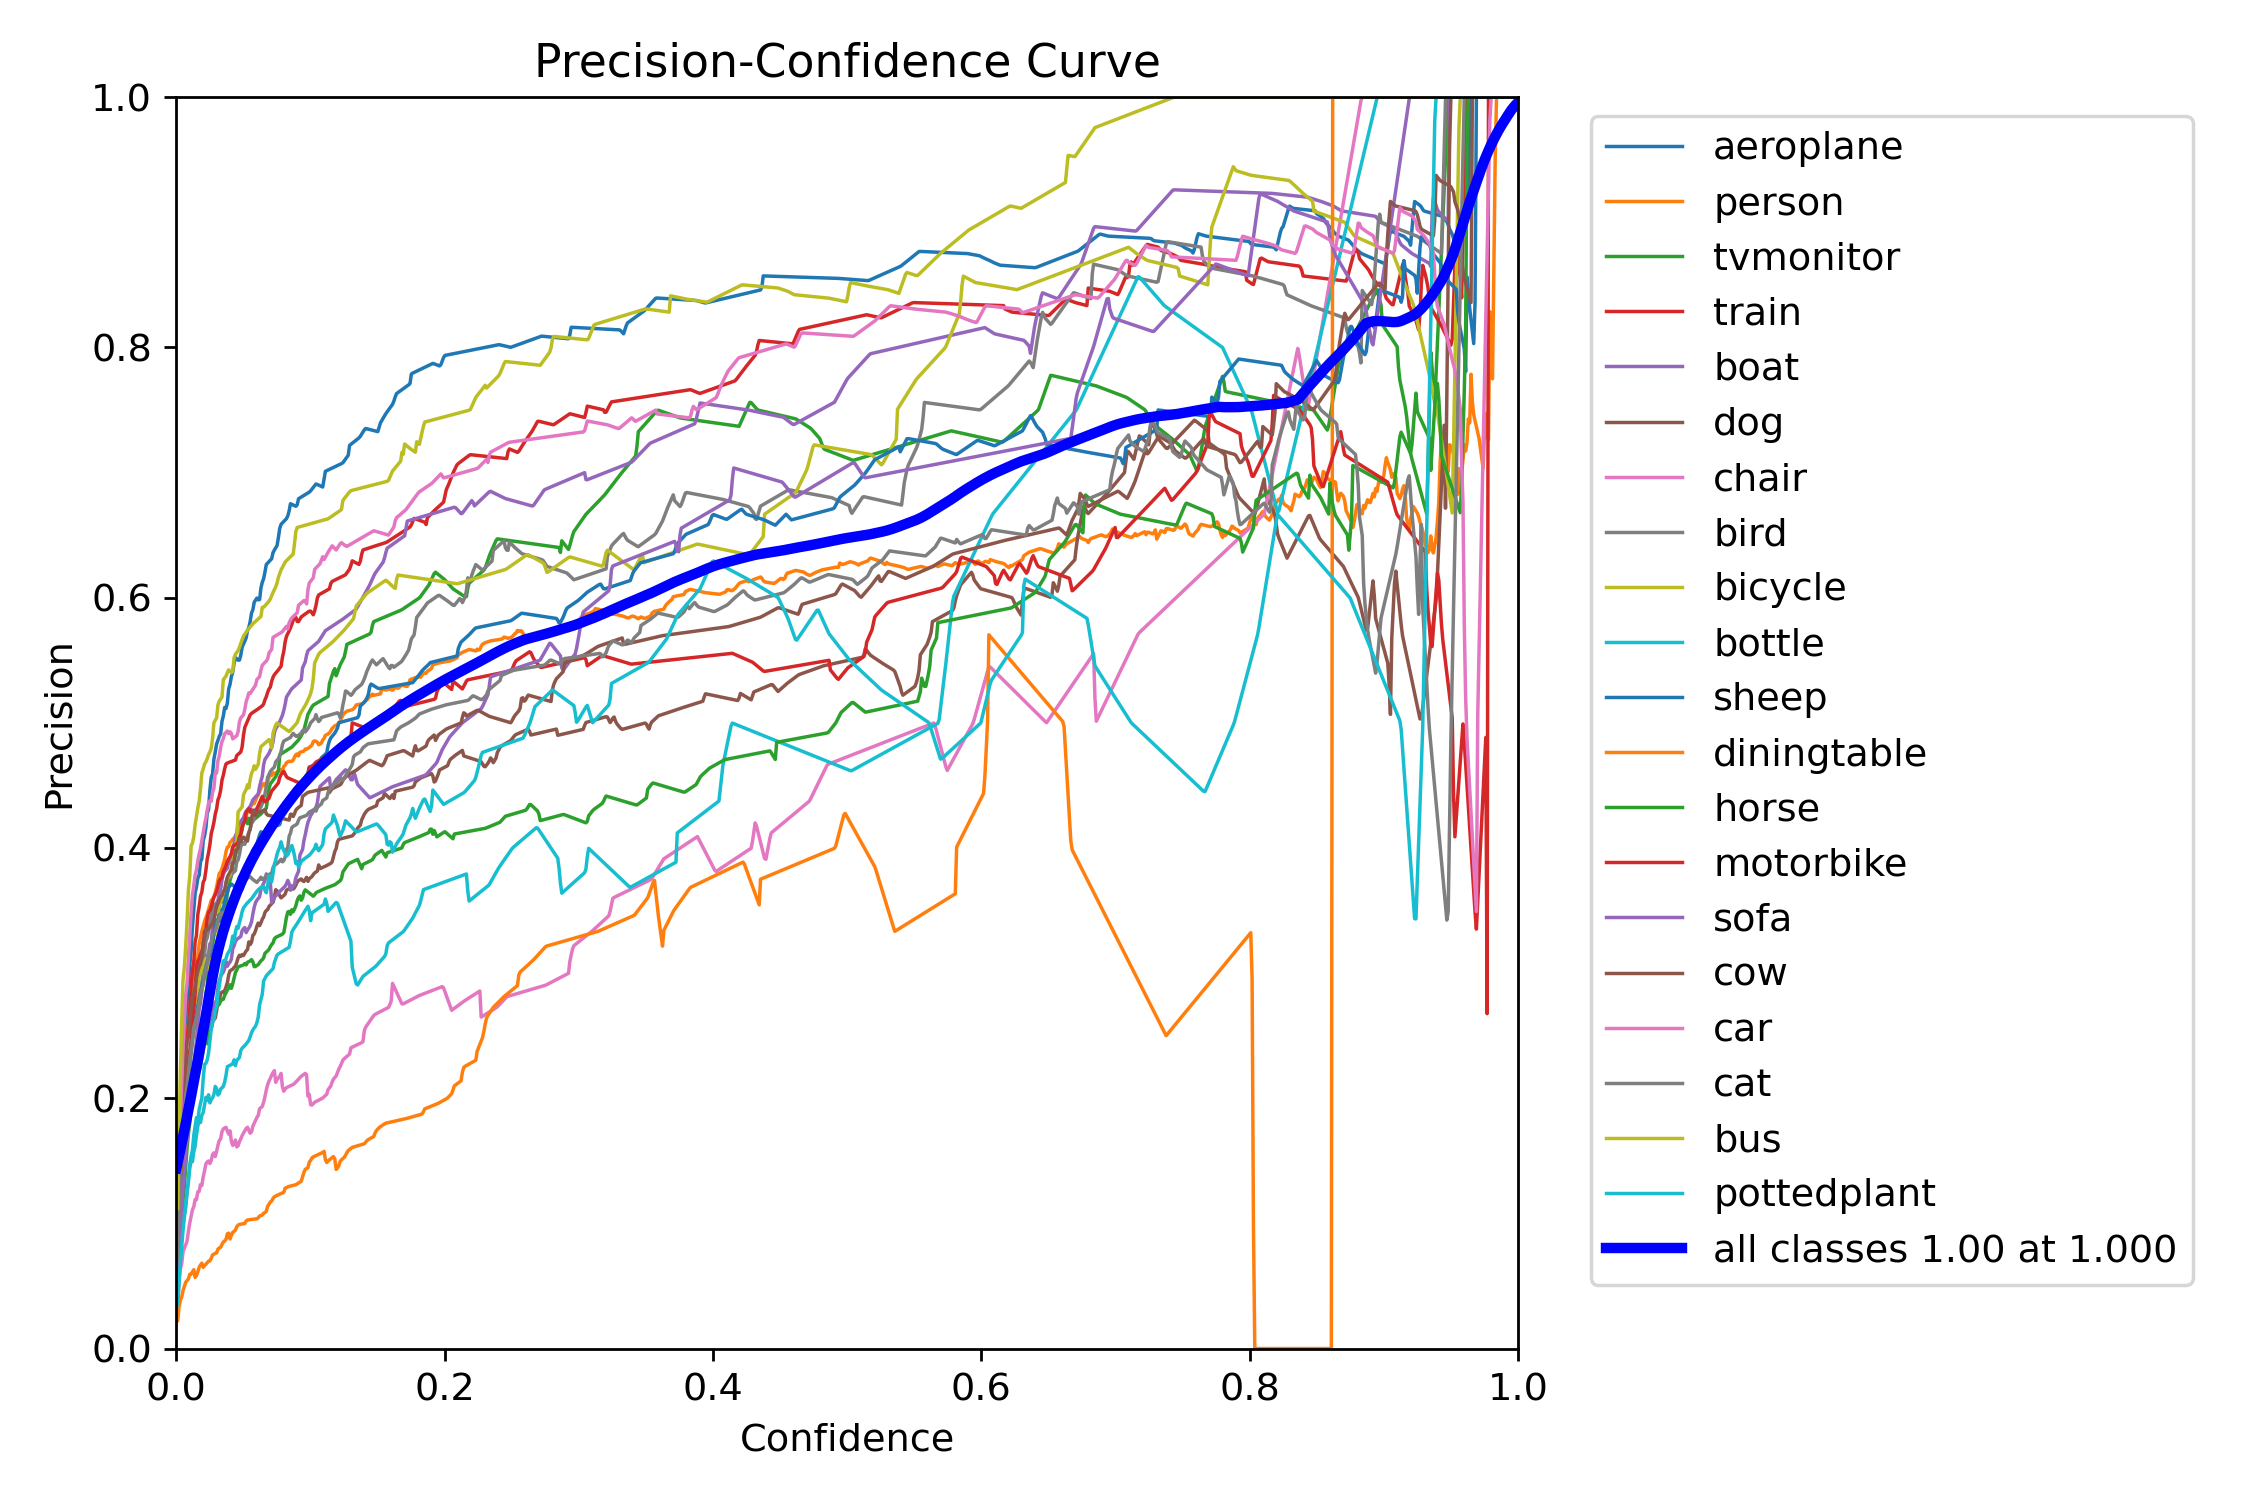 Precision-Confidence Curve
1.0
0.8
0.6
0.4
0.2
0.0
Precision
0.0 0.2 0.4 0.6 0.8 1.0
Confidence
aeroplane
person
tvmonitor
train
boat
dog
chair
bird
bicycle
bottle
sheep
diningtable
horse
motorbike
sofa
cow
car
cat
bus
pottedplant
all classes 1.00 at 1.000